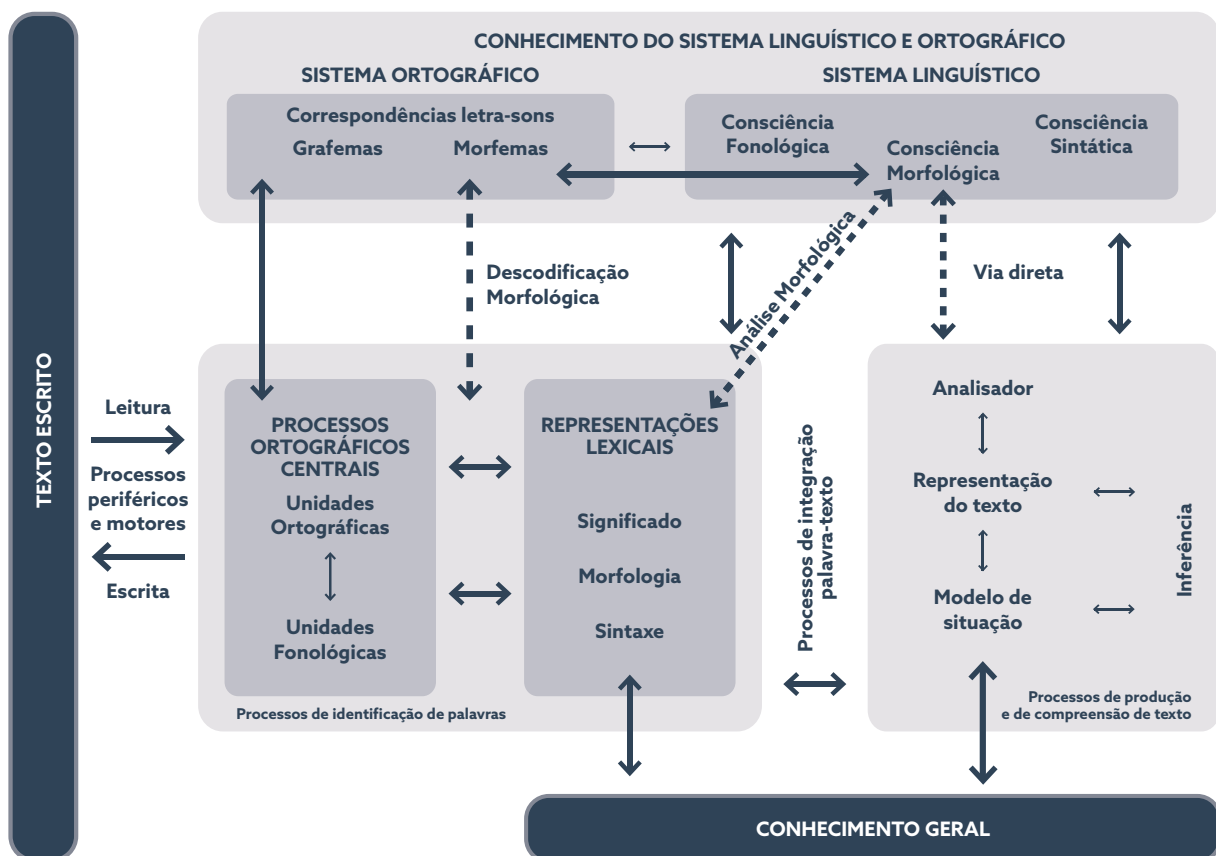 CONHECIMENTO DO SISTEMA LINGUÍSTICO E ORTOGRÁFICO
SISTEMA ORTOGRÁFICO
SISTEMA LINGUÍSTICO
Correspondências letra-sons
Grafemas
Morfemas
Consciência
Fonológica
Consciência
Morfológica
Consciência
Sintática
Descodificação
Morfológica
Análise Morfológica
Via direta
TEXTO ESCRITO
Leitura
Processos
periféricos
e motores
Escrita
PROCESSOS
ORTOGRÁFICOS
CENTRAIS
Unidades
Ortográficas
Unidades
Fonológicas
REPRESENTAÇÕES
LEXICAIS
Significado
Morfologia
Sintaxe
Processos de identificação de palavras
Processos de integração
palavra-texto
Analisador
Representação
do texto
Modelo de
situação
Inferência
Processos de produção
e de compreensão de texto
CONHECIMENTO GERAL